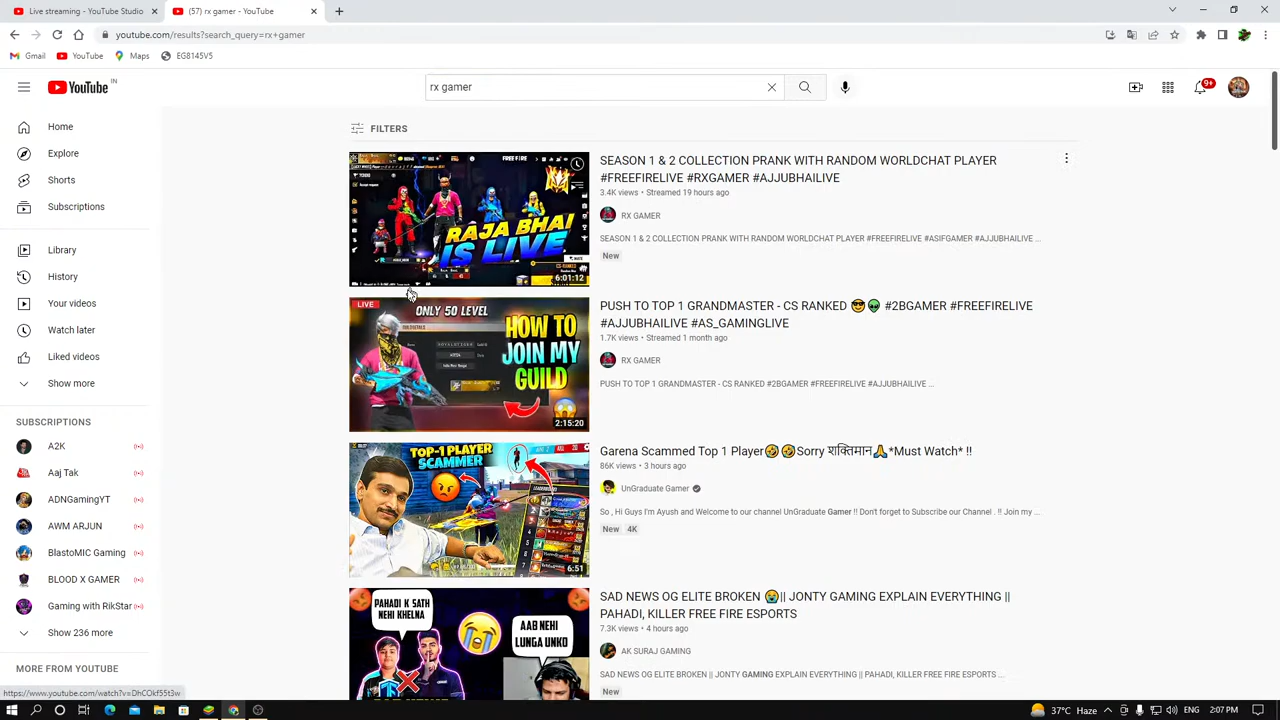 Live streaming - YouTube Studio
(57) rx gamer - YouTube
youtube.com/results?search_query=rx+gamer
Gmail
YouTube
Maps
EG8145V5
YouTube IN
rx gamer
9+
Home
Explore
Shorts
Subscriptions
Library
History
Your videos
Watch later
Liked videos
Show more
SUBSCRIPTIONS
A2K
Aaj Tak
ADNGamingYT
AWM ARJUN
BlastoMIC Gaming
BLOOD X GAMER
Gaming with RikStar
Show 236 more
MORE FROM YOUTUBE
FILTERS
FREE FIRE
RAJA BHAI
IS LIVE
6:01:12
SEASON 1 & 2 COLLECTION PRANK WITH RANDOM WORLDCHAT PLAYER
#FREEFIRELIVE #RXGAMER #AJJUBHAILIVE
3.4K views • Streamed 19 hours ago
RX GAMER
SEASON 1 & 2 COLLECTION PRANK WITH RANDOM WORLDCHAT PLAYER #FREEFIRELIVE #ASIFGAMER #AJJUBHAILIVE ...
New
LIVE
ONLY 50 LEVEL
HOW TO
JOIN MY
GUILD
2:15:20
PUSH TO TOP 1 GRANDMASTER - CS RANKED 😎👽 #2BGAMER #FREEFIRELIVE
#AJJUBHAILIVE #AS_GAMINGLIVE
1.7K views • Streamed 1 month ago
RX GAMER
PUSH TO TOP 1 GRANDMASTER - CS RANKED #2BGAMER #FREEFIRELIVE #AJJUBHAILIVE ...
TOP-1 PLAYER
SCAMMER
6:51
Garena Scammed Top 1 Player🤣🤣Sorry शक्तिमान🙏*Must Watch* !!
86K views • 3 hours ago
UnGraduate Gamer
So , Hi Guys I'm Ayush and Welcome to our channel UnGraduate Gamer !! Don't forget to Subscribe our Channel . !! Join my ...
New 4K
PAHADI K SATH
NEHI KHELNA
AAB NEHI
LUNGA UNKO
SAD NEWS OG ELITE BROKEN 😭|| JONTY GAMING EXPLAIN EVERYTHING ||
PAHADI, KILLER FREE FIRE ESPORTS
7.3K views • 4 hours ago
AK SURAJ GAMING
SAD NEWS OG ELITE BROKEN || JONTY GAMING EXPLAIN EVERYTHING || PAHADI, KILLER FREE FIRE ESPORTS ...
New
https://www.youtube.com/watch?v=DhCOkf55t3w
37°C Haze
2:07 PM